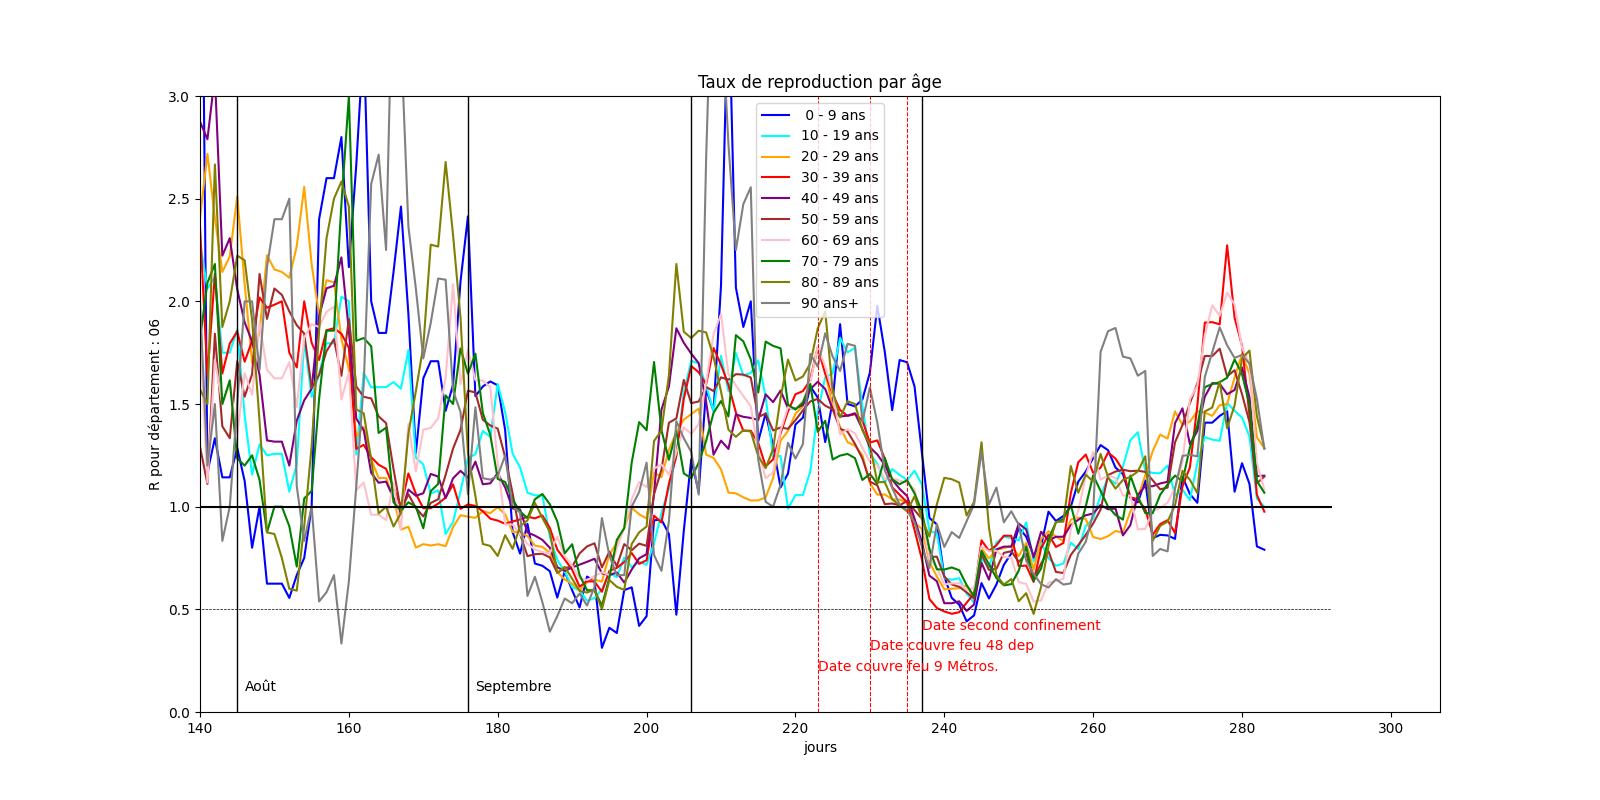 Taux de reproduction par âge
3.0
2.5
2.0
1.5
1.0
0.5
0.0
R pour département : 06
0 - 9 ans
10 - 19 ans
20 - 29 ans
30 - 39 ans
40 - 49 ans
50 - 59 ans
60 - 69 ans
70 - 79 ans
80 - 89 ans
90 ans+
Date second confinement
Date couvre feu 48 dep
Date couvre feu 9 Métros.
Août
Septembre
140 160 180 200 220 240 260 280 300
jours